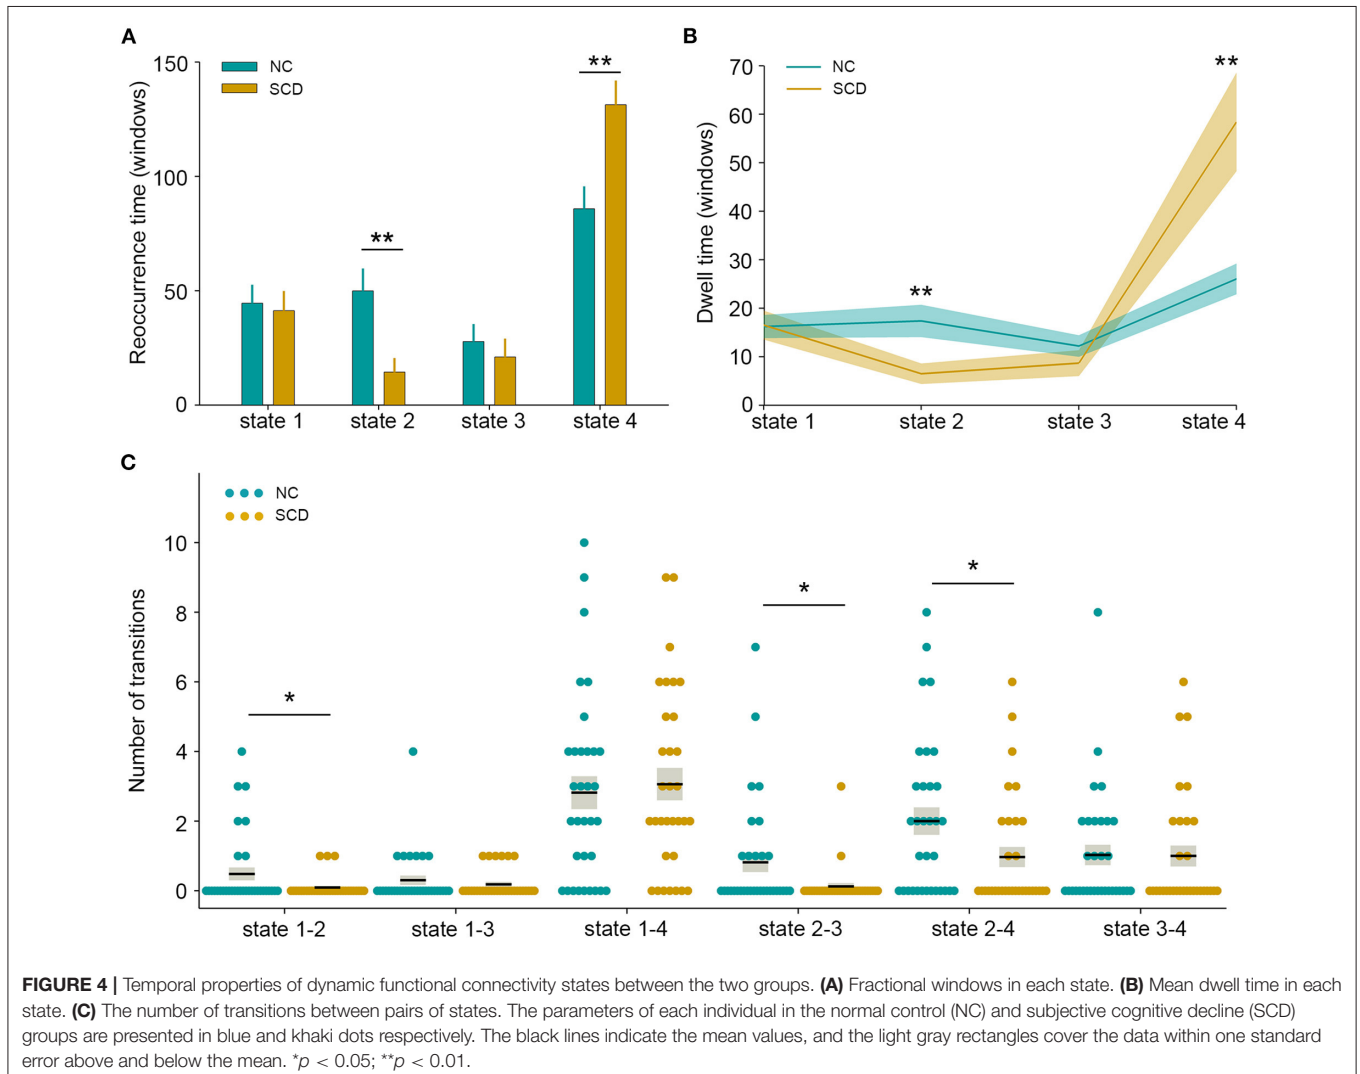 A
Reoccurrence time (windows)
150
100
50
0
NC
SCD
**
**
state 1
state 2
state 3
state 4
B
Dwell time (windows)
70
60
50
40
30
20
10
0
NC
SCD
**
**
state 1
state 2
state 3
state 4
C
Number of transitions
10
8
6
4
2
0
NC
SCD
*
*
*
state 1-2
state 1-3
state 1-4
state 2-3
state 2-4
state 3-4
FIGURE 4 | Temporal properties of dynamic functional connectivity states between the two groups. (A) Fractional windows in each state. (B) Mean dwell time in each
state. (C) The number of transitions between pairs of states. The parameters of each individual in the normal control (NC) and subjective cognitive decline (SCD)
groups are presented in blue and khaki dots respectively. The black lines indicate the mean values, and the light gray rectangles cover the data within one standard
error above and below the mean. *p < 0.05; **p < 0.01.